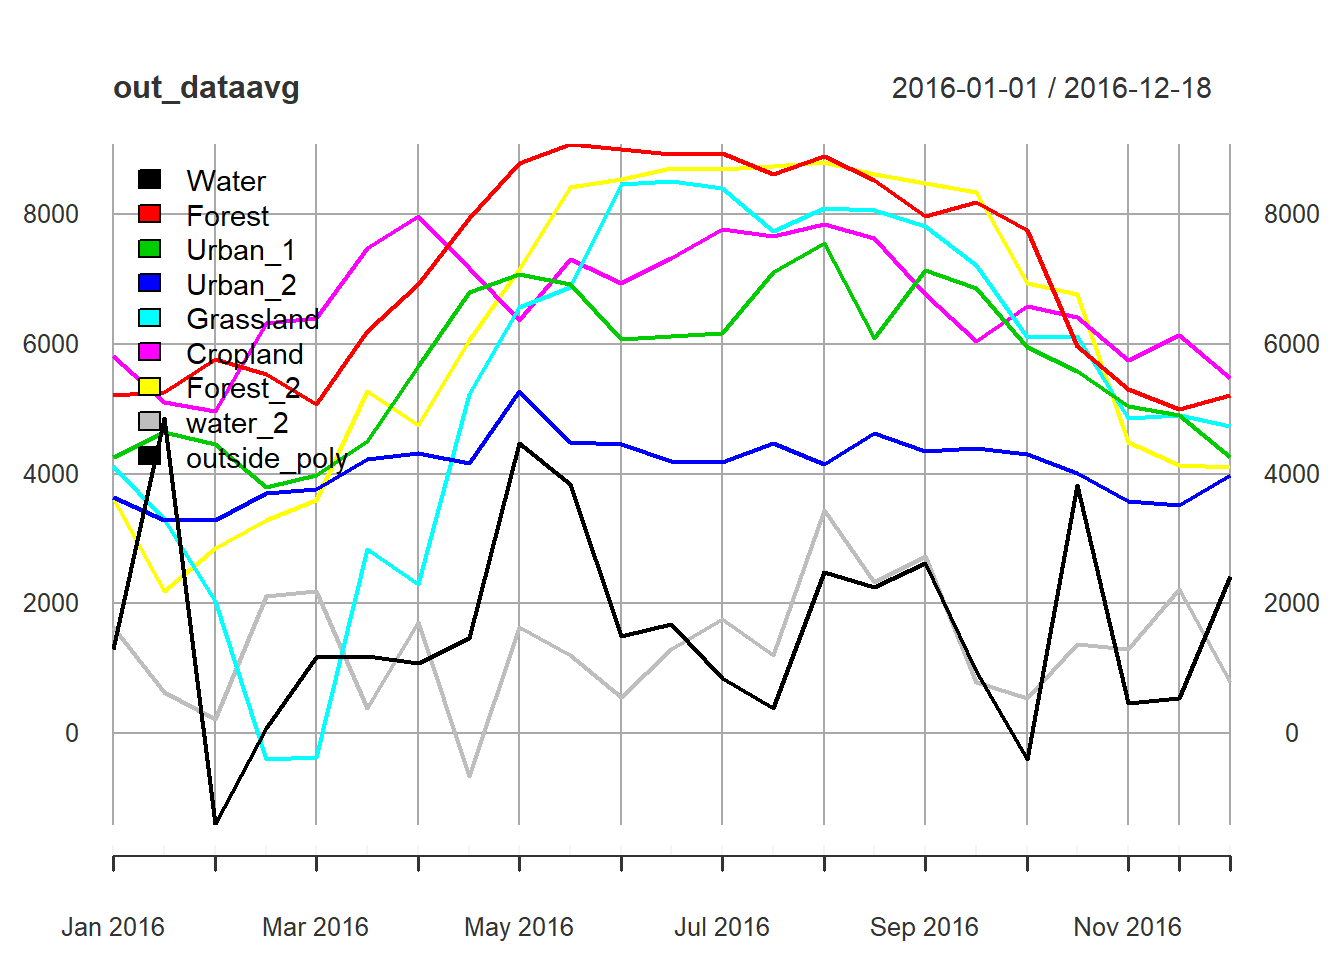 out_dataavg
2016-01-01 / 2016-12-18
Water
Forest
Urban_1
Urban_2
Grassland
Cropland
Forest_2
water_2
outside_poly
8000
6000
4000
2000
0
8000
6000
4000
2000
0
Jan 2016
Mar 2016
May 2016
Jul 2016
Sep 2016
Nov 2016